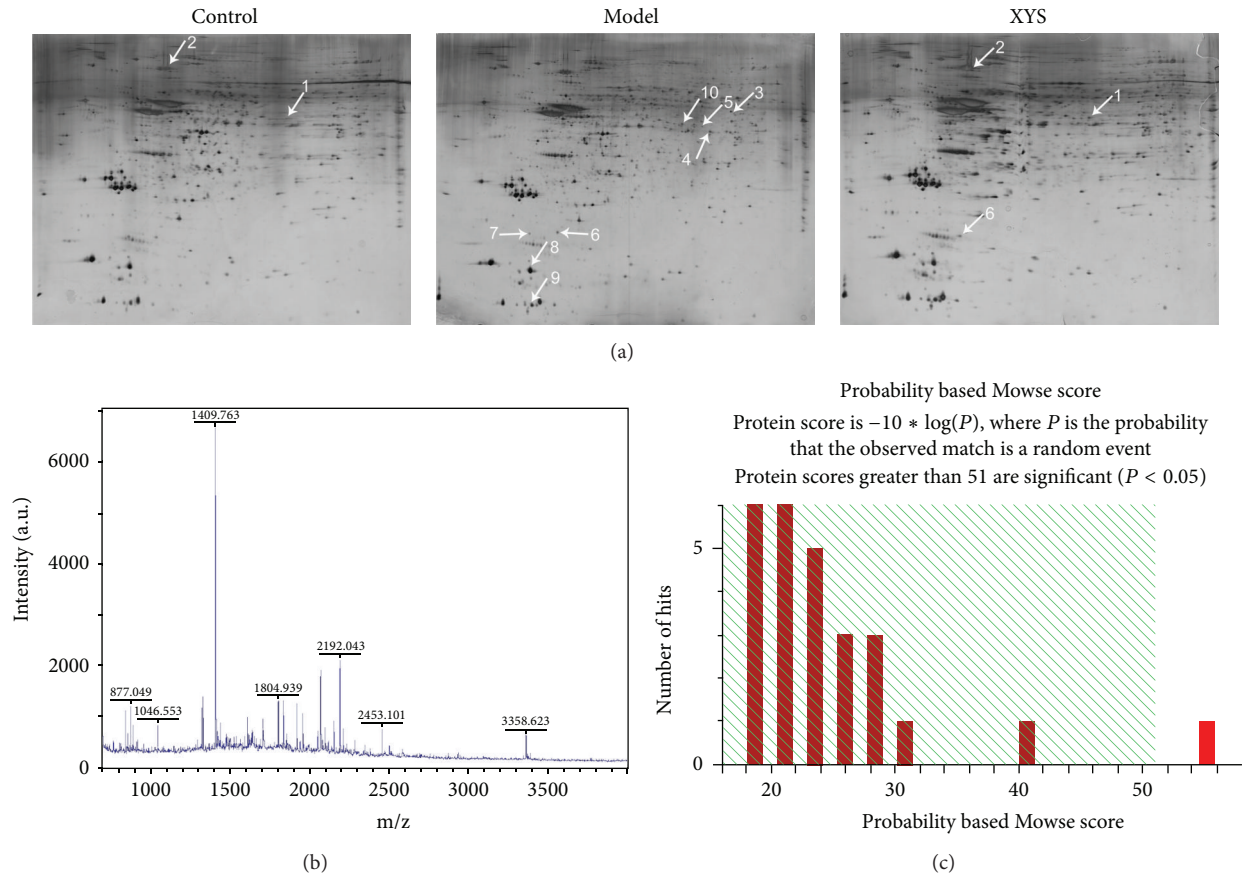 Control
Model
XYS
2
1
10
5
3
4
7
6
8
9
2
1
6
(a)
1409.763
2192.043
1804.939
877.049
1046.553
2453.101
3358.623
6000
4000
2000
0
Intensity (a.u.)
1000 1500 2000 2500 3000 3500
m/z
(b)
Probability based Mowse score
Protein score is −10 ∗ log(P), where P is the probability
that the observed match is a random event
Protein scores greater than 51 are significant (P < 0.05)
5
0
Number of hits
20 30 40 50
Probability based Mowse score
(c)